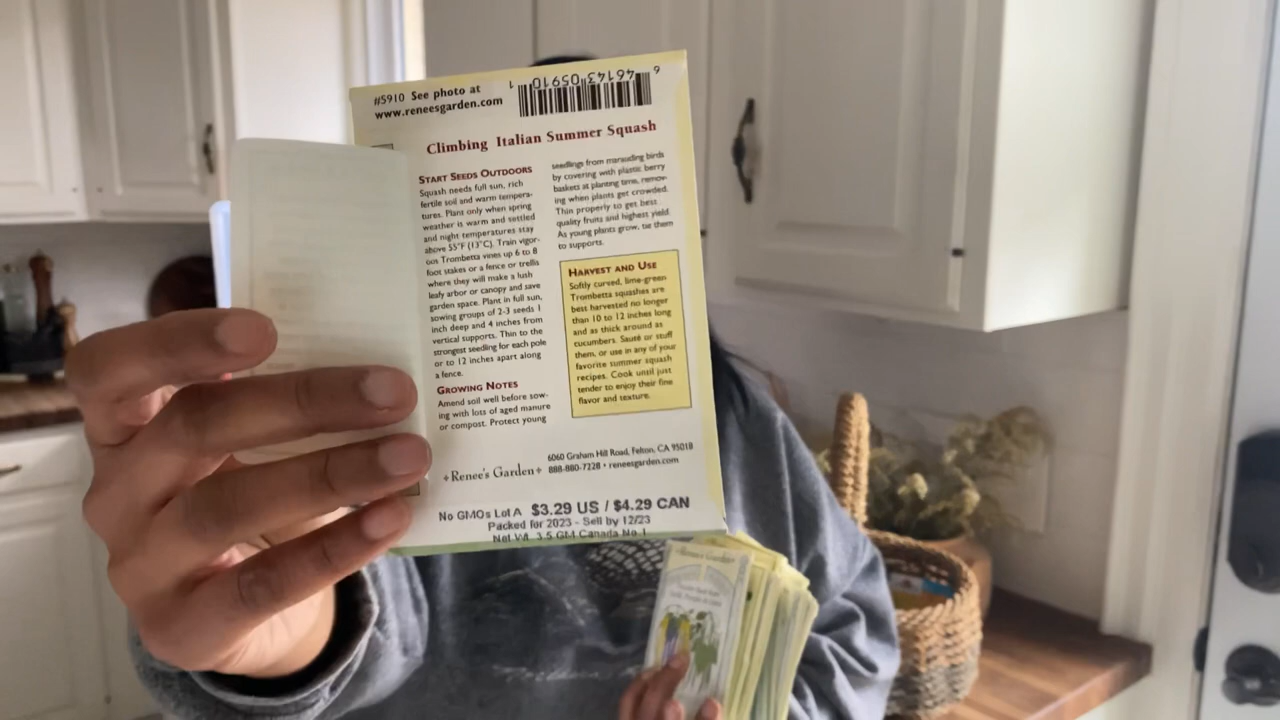 #5910 See photo at
www.reneesgarden.com
1 05910 46143 6
Climbing Italian Summer Squash
START SEEDS OUTDOORS
Squash needs full sun, rich
fertile soil and warm tempera-
tures. Plant only when spring
weather is warm and settled
and night temperatures stay
above 55°F (13°C). Train vigor-
ous Trombetta vines up 6 to 8
foot stakes or a fence or trellis
where they will make a lush
leafy arbor or canopy and save
garden space. Plant in full sun,
sowing groups of 2-3 seeds 1
inch deep and 4 inches from
vertical supports. Thin to the
strongest seedling for each pole
or to 12 inches apart along
a fence.
GROWING NOTES
Amend soil well before sow-
ing with lots of aged manure
or compost. Protect young
seedlings from marauding birds
by covering with plastic berry
baskets at planting time, remov-
ing when plants get crowded.
Thin properly to get best
quality fruits and highest yield.
As young plants grow, tie them
to supports.
HARVEST AND USE
Softly curved, lime-green
Trombetta squashes are
best harvested no longer
than 10 to 12 inches long
and as thick around as
cucumbers. Sauté or stuff
them, or use in any of your
favorite summer squash
recipes. Cook until just
tender to enjoy their fine
flavor and texture.
Renee's Garden
6060 Graham Hill Road, Felton, CA 95018
888-880-7228 • reneesgarden.com
No GMOs Lot A $3.29 US / $4.29 CAN
Packed for 2023 - Sell by 12/23
Net Wt. 3.5 GM Canada No 1
Renee's Garden